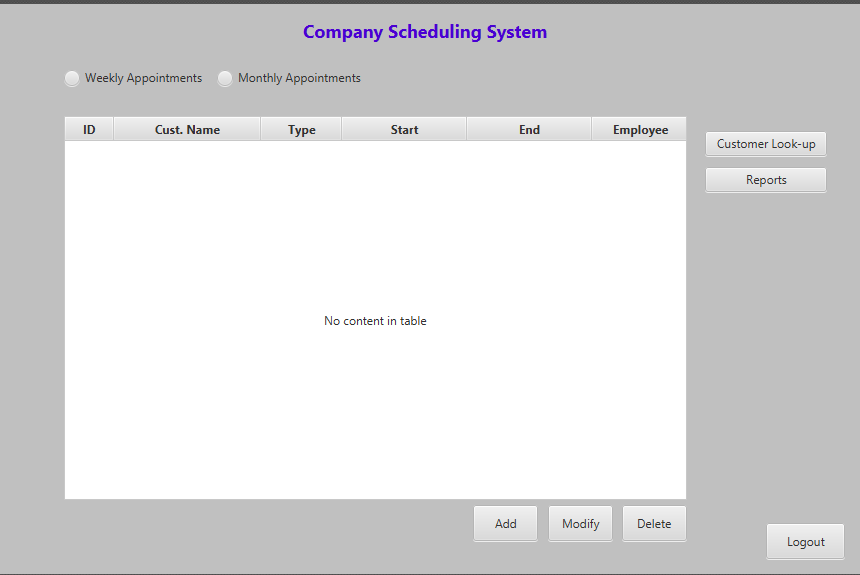 Company Scheduling System
Weekly Appointments Monthly Appointments
ID Cust. Name Type Start End Employee
Customer Look-up
Reports
No content in table
Add Modify Delete
Logout